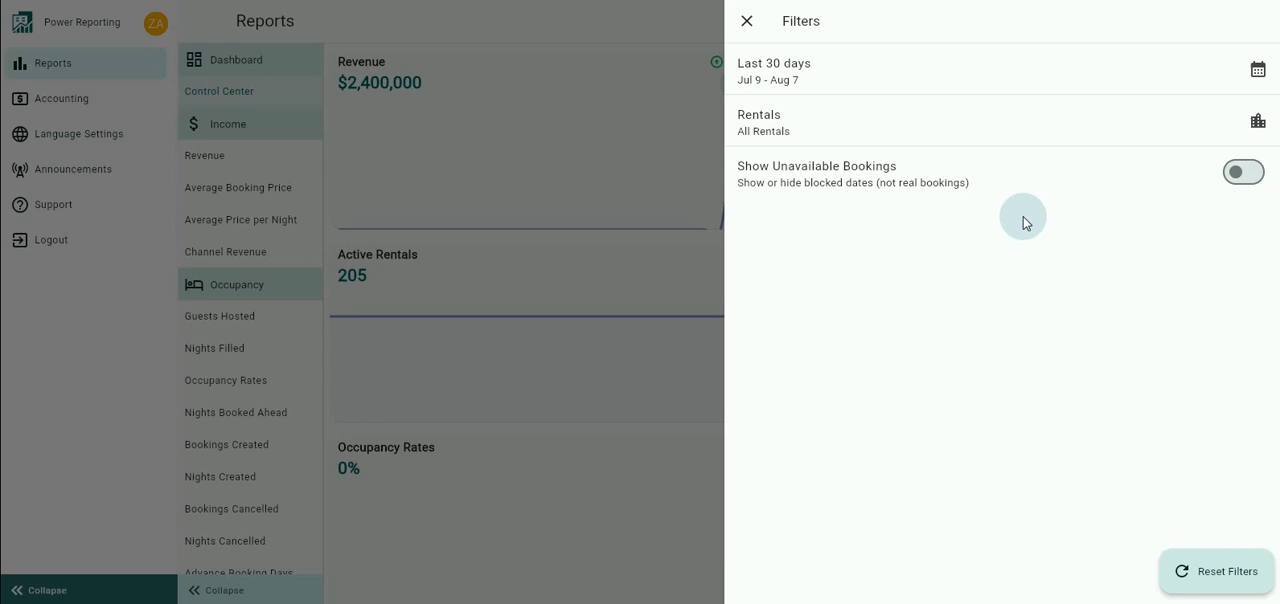 Power Reporting
ZA
Reports
Accounting
Language Settings
Announcements
Support
Logout
Collapse
Reports
Dashboard
Control Center
Income
Revenue
Average Booking Price
Average Price per Night
Channel Revenue
Occupancy
Guests Hosted
Nights Filled
Occupancy Rates
Nights Booked Ahead
Bookings Created
Nights Created
Bookings Cancelled
Nights Cancelled
Advance Booking Days
Collapse
Revenue
$2,400,000
Active Rentals
205
Occupancy Rates
0%
Filters
Last 30 days
Jul 9 - Aug 7
Rentals
All Rentals
Show Unavailable Bookings
Show or hide blocked dates (not real bookings)
Reset Filters